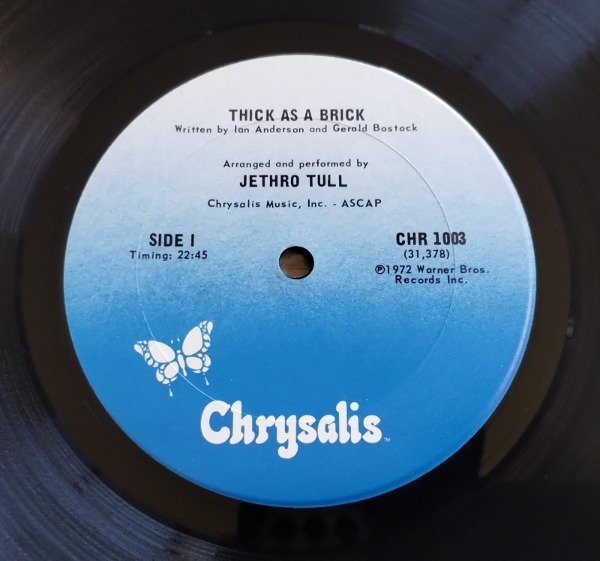 THICK AS A BRICK
Written by Ian Anderson and Gerald Bostock
Arranged and performed by
JETHRO TULL
Chrysalis Music, Inc. - ASCAP
SIDE I
Timing: 22:45
CHR 1003
(31,378)
℗1972 Warner Bros.
Records Inc.
Chrysalis™